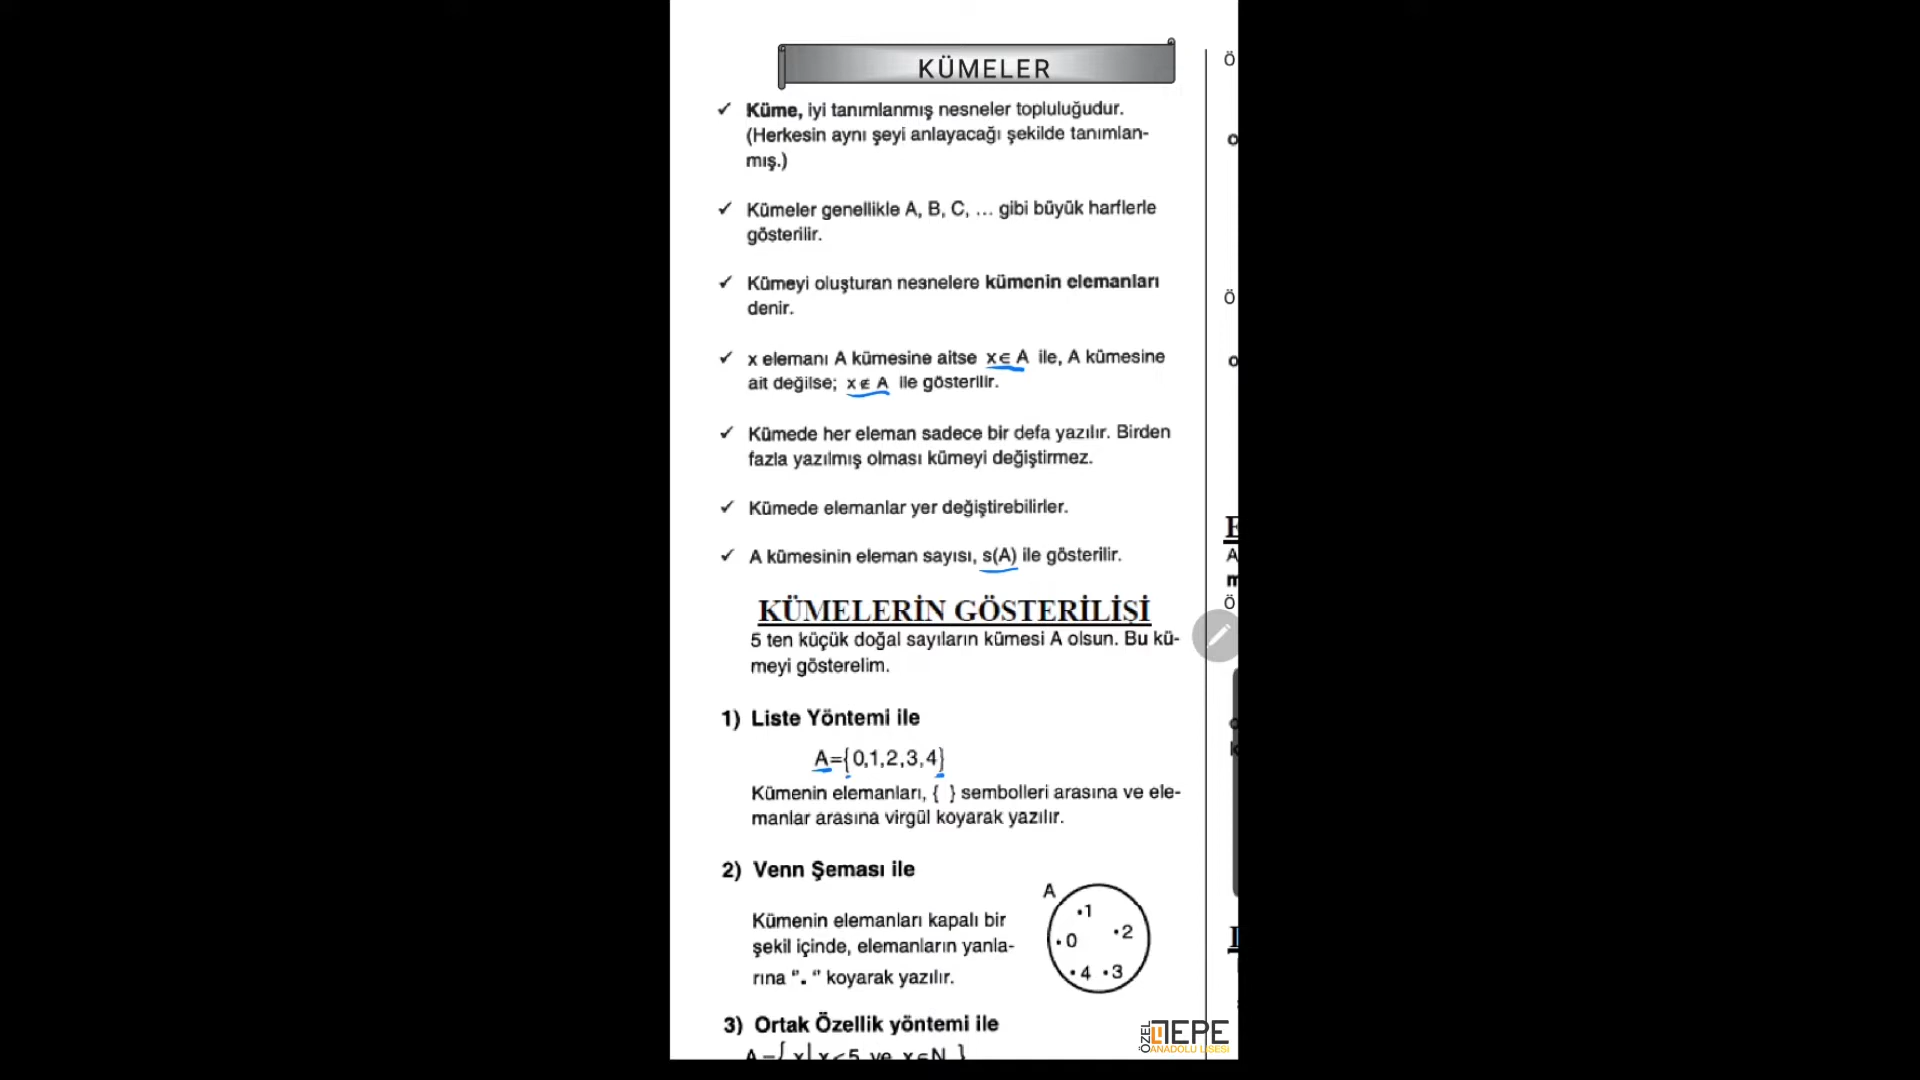 KÜMELER
✓ Küme, iyi tanımlanmış nesneler topluluğudur.
(Herkesin aynı şeyi anlayacağı şekilde tanımlan-
mış.)
✓ Kümeler genellikle A, B, C, ... gibi büyük harflerle
gösterilir.
✓ Kümeyi oluşturan nesnelere kümenin elemanları
denir.
✓ x elemanı A kümesine aitse x∈A ile, A kümesine
ait değilse; x∉A ile gösterilir.
✓ Kümede her eleman sadece bir defa yazılır. Birden
fazla yazılmış olması kümeyi değiştirmez.
✓ Kümede elemanlar yer değiştirebilirler.
✓ A kümesinin eleman sayısı, s(A) ile gösterilir.
KÜMELERİN GÖSTERİLİŞİ
5 ten küçük doğal sayıların kümesi A olsun. Bu kü-
meyi gösterelim.
1) Liste Yöntemi ile
A={0,1,2,3,4}
Kümenin elemanları, { } sembolleri arasına ve ele-
manlar arasına virgül koyarak yazılır.
2) Venn Şeması ile
Kümenin elemanları kapalı bir
şekil içinde, elemanların yanla-
rına "." koyarak yazılır.
A
•1
•2
•0
•4 •3
3) Ortak Özellik yöntemi ile
A={ x | x<5 ve x∈N }
ÖZEL TEPE
ANADOLU LİSESİ